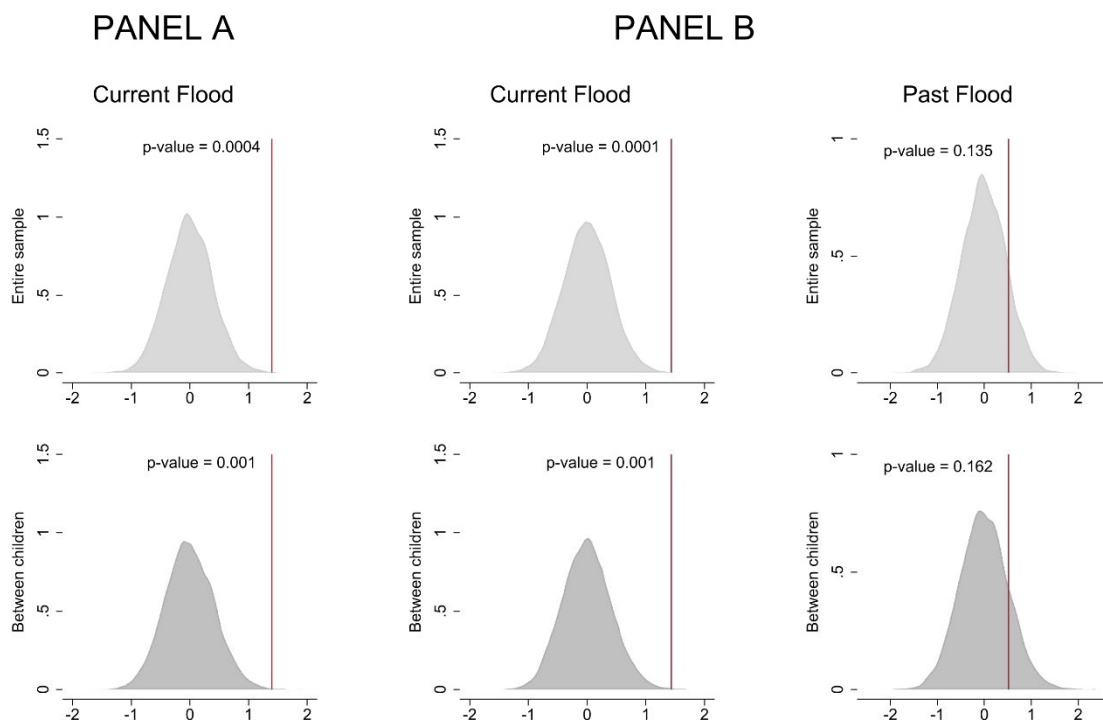 PANEL A
PANEL B
Current Flood
Current Flood
Past Flood
Entire sample
0 .5 1 1.5
p-value = 0.0004
-2 -1 0 1 2
Entire sample
0 .5 1 1.5
p-value = 0.0001
-2 -1 0 1 2
Entire sample
0 .5 1
p-value = 0.135
-2 -1 0 1 2
Between children
0 .5 1 1.5
p-value = 0.001
-2 -1 0 1 2
Between children
0 .5 1 1.5
p-value = 0.001
-2 -1 0 1 2
Between children
0 .5 1
p-value = 0.162
-2 -1 0 1 2